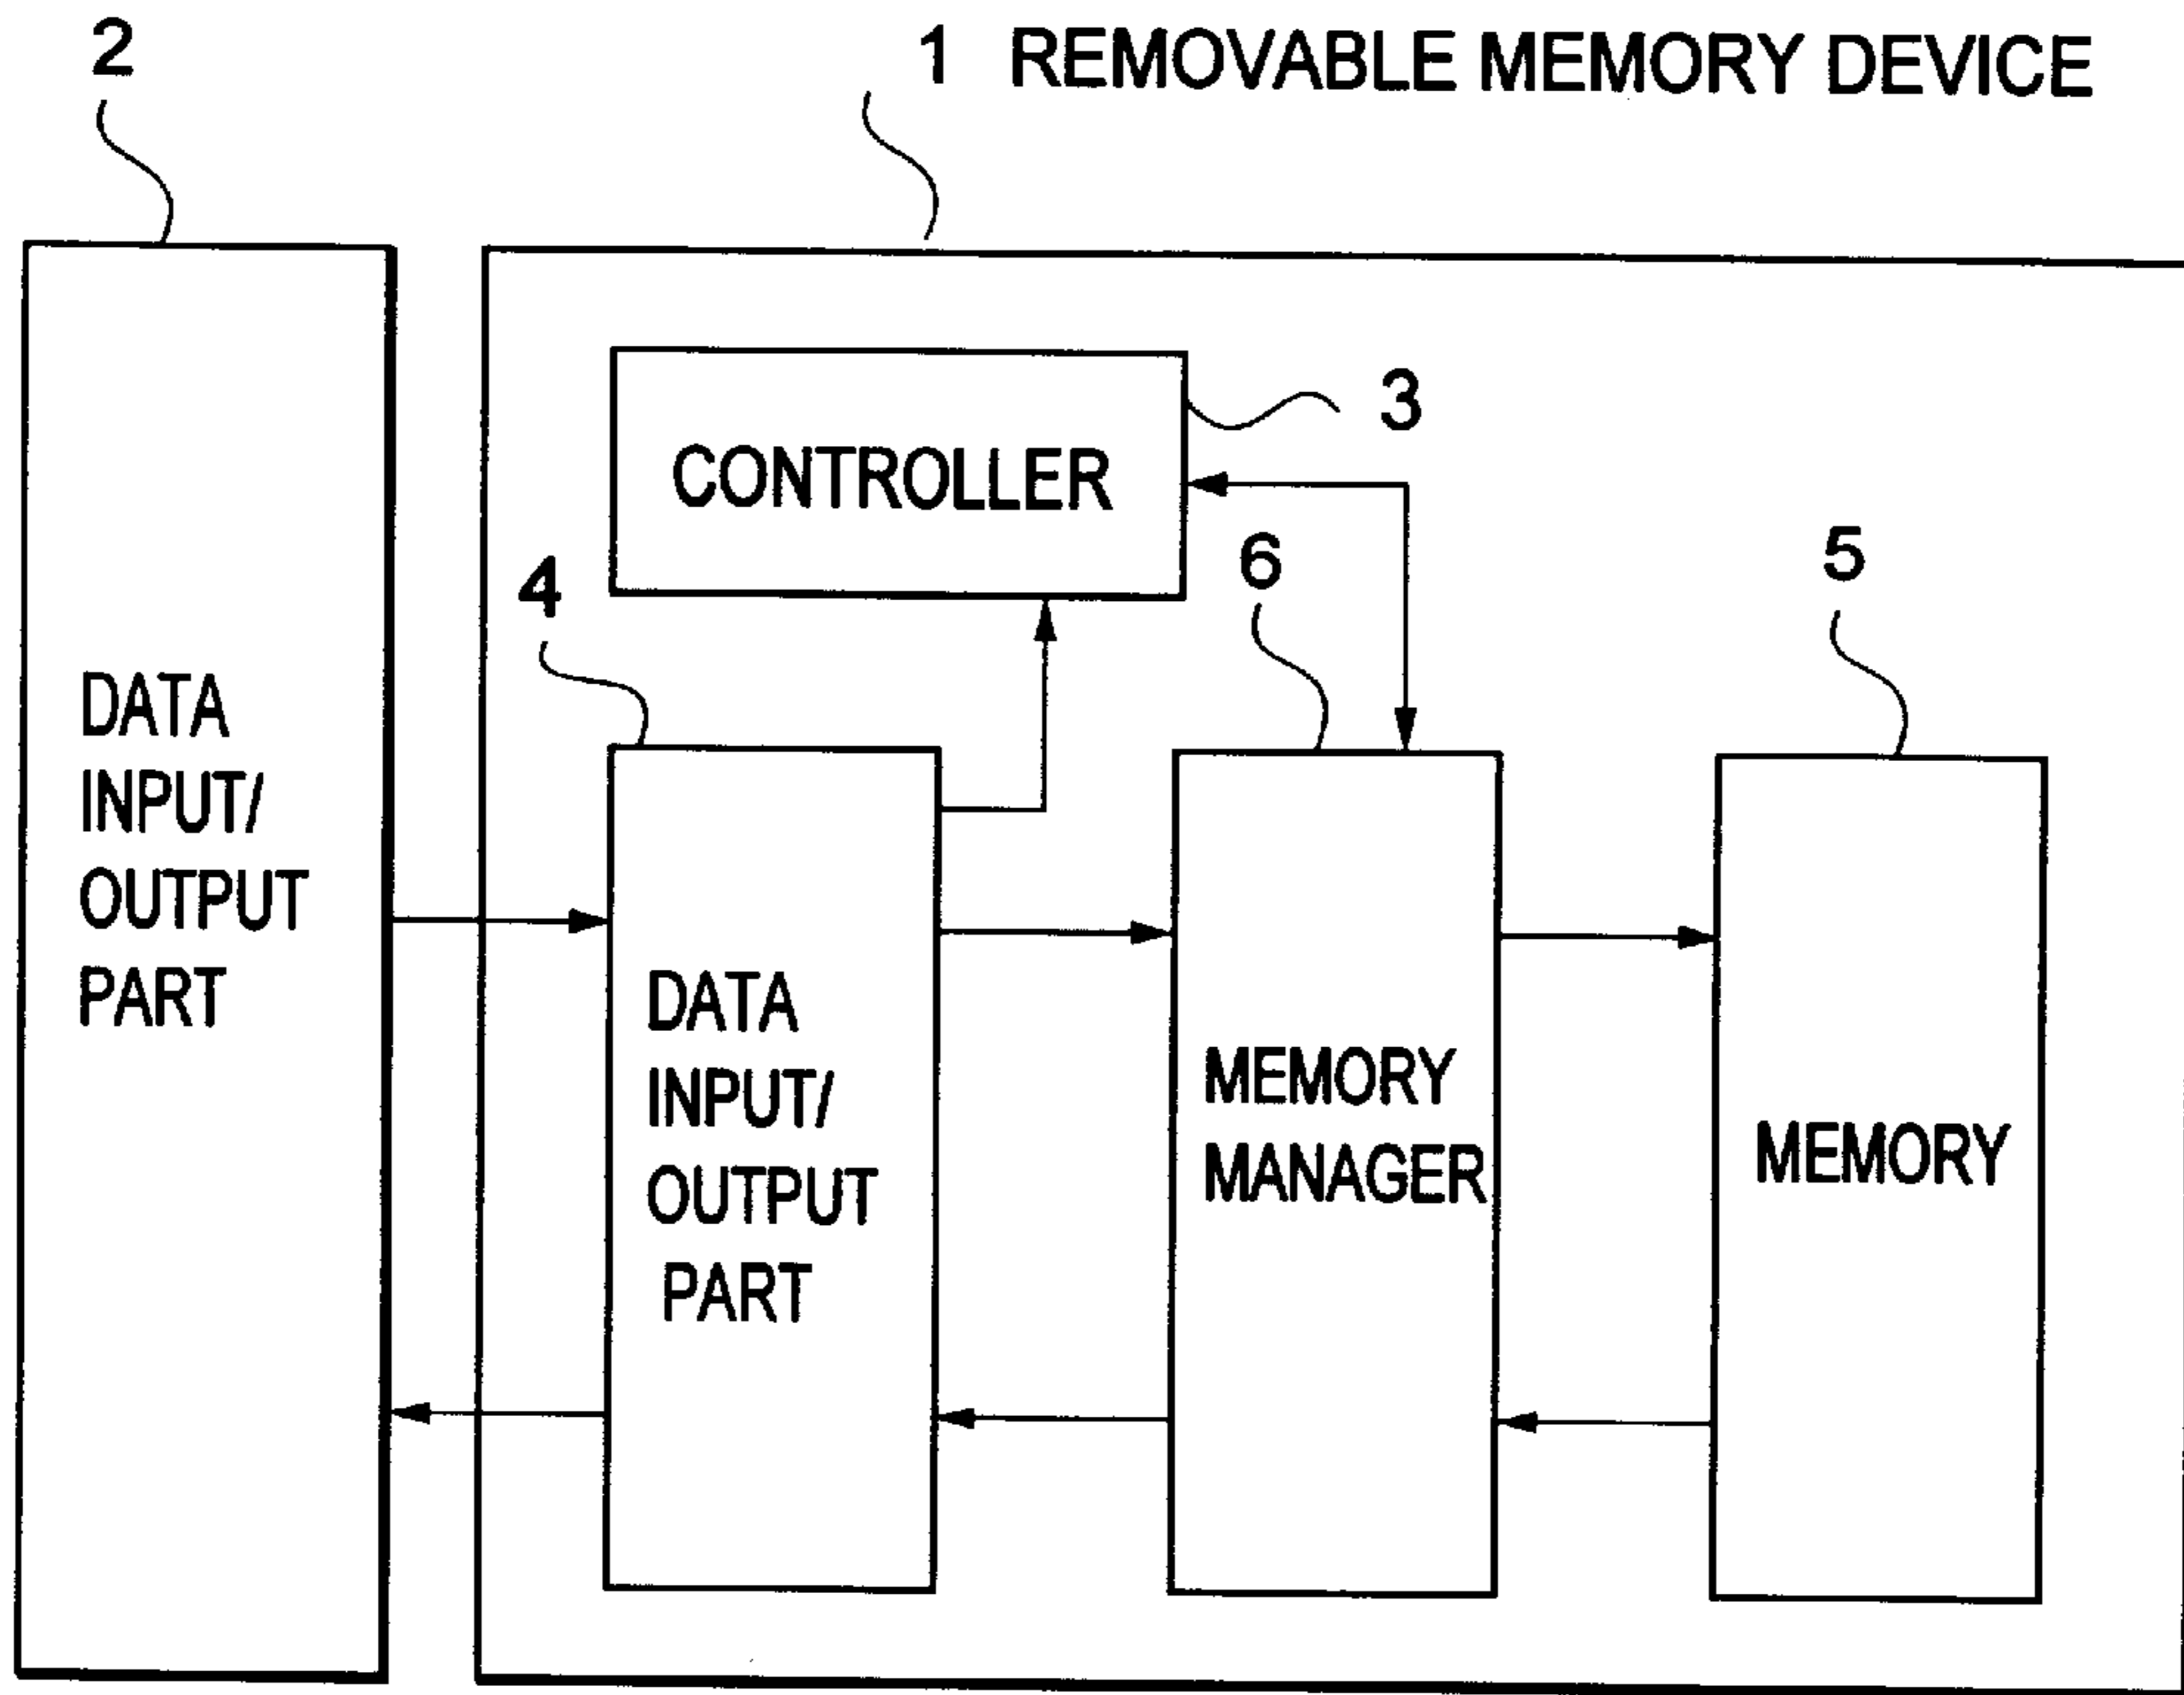 2
1 REMOVABLE MEMORY DEVICE
CONTROLLER
3
4
6
5
DATA
INPUT/
OUTPUT
PART
DATA
INPUT/
OUTPUT
PART
MEMORY
MANAGER
MEMORY